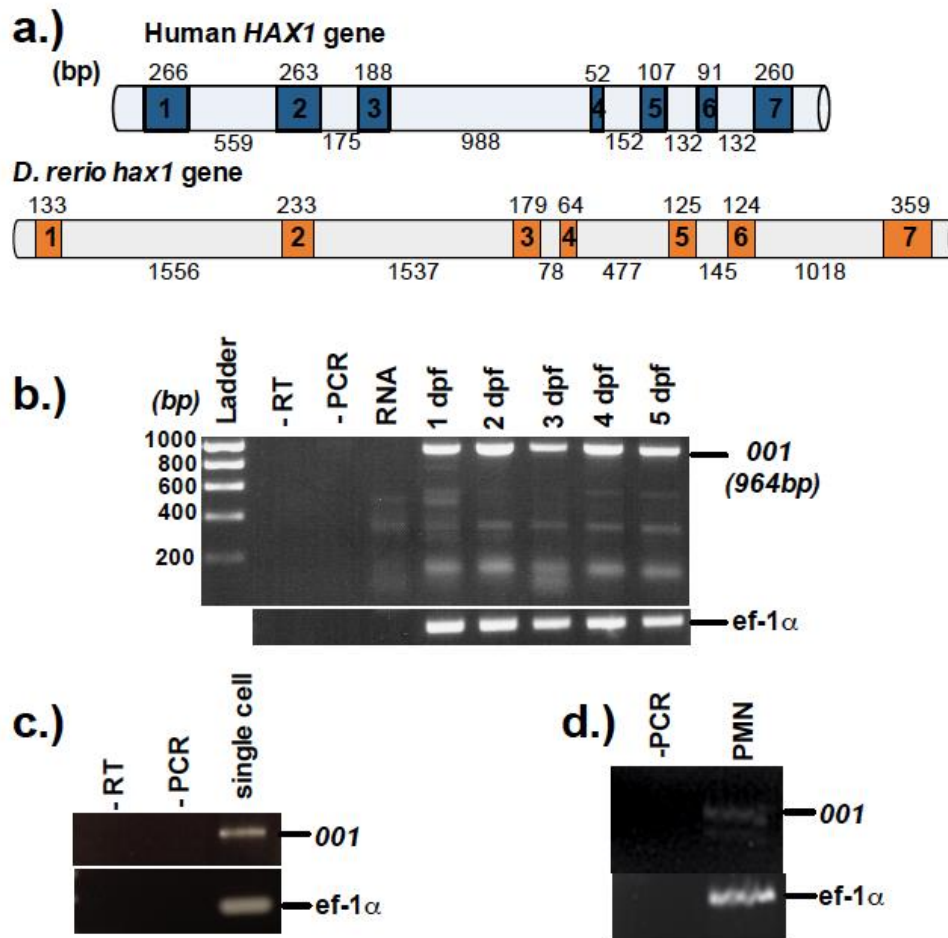 a.) Human HAX1 gene
(bp) 266 263 188 52 107 91 260
1 2 3 4 5 6 7
559 175 988 152 132 132
D. rerio hax1 gene
133 233 179 64 125 124 359
1 2 3 4 5 6 7
1556 1537 78 477 145 1018
b.) (bp) Ladder - RT - PCR RNA 1 dpf 2 dpf 3 dpf 4 dpf 5 dpf
1000
800
600
400
200
001
(964bp)
ef-1α
c.) - RT - PCR single cell
001
ef-1α
d.) -PCR PMN
001
ef-1α